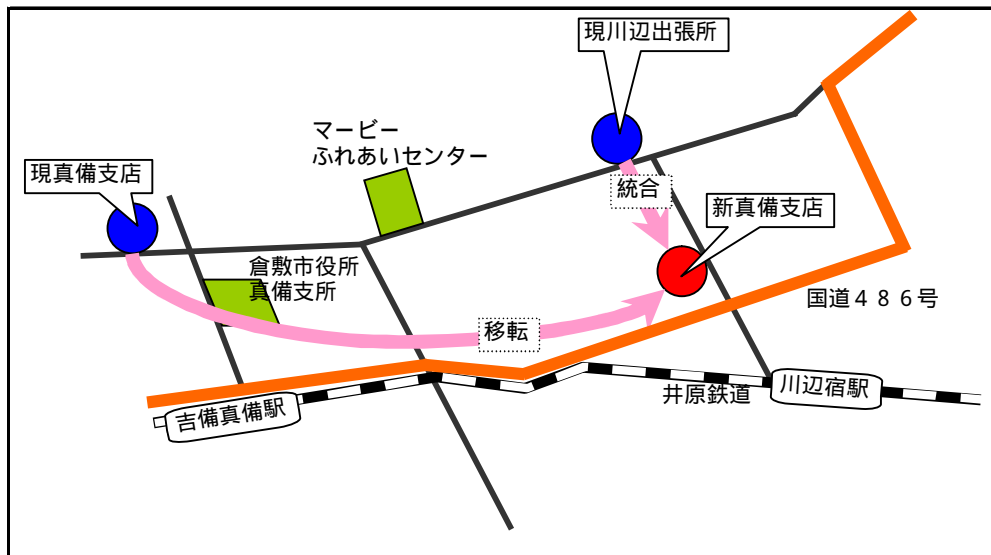 現川辺出張所
マービー
ふれあいセンター
現真備支店
統合
新真備支店
倉敷市役所
真備支所
国道４８６号
移転
井原鉄道
川辺宿駅
吉備真備駅